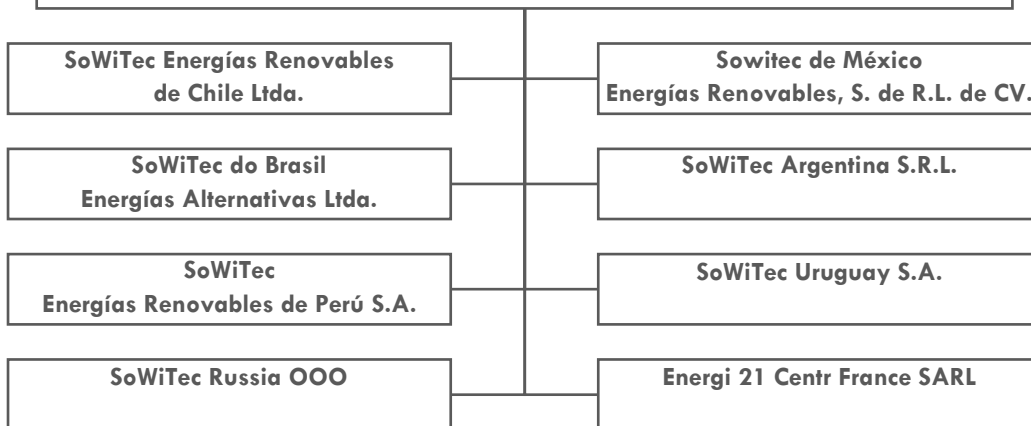 SoWiTec Energías Renovables
de Chile Ltda.
Sowitec de México
Energías Renovables, S. de R.L. de CV.
SoWiTec do Brasil
Energías Alternativas Ltda.
SoWiTec Argentina S.R.L.
SoWiTec
Energías Renovables de Perú S.A.
SoWiTec Uruguay S.A.
SoWiTec Russia OOO
Energi 21 Centr France SARL